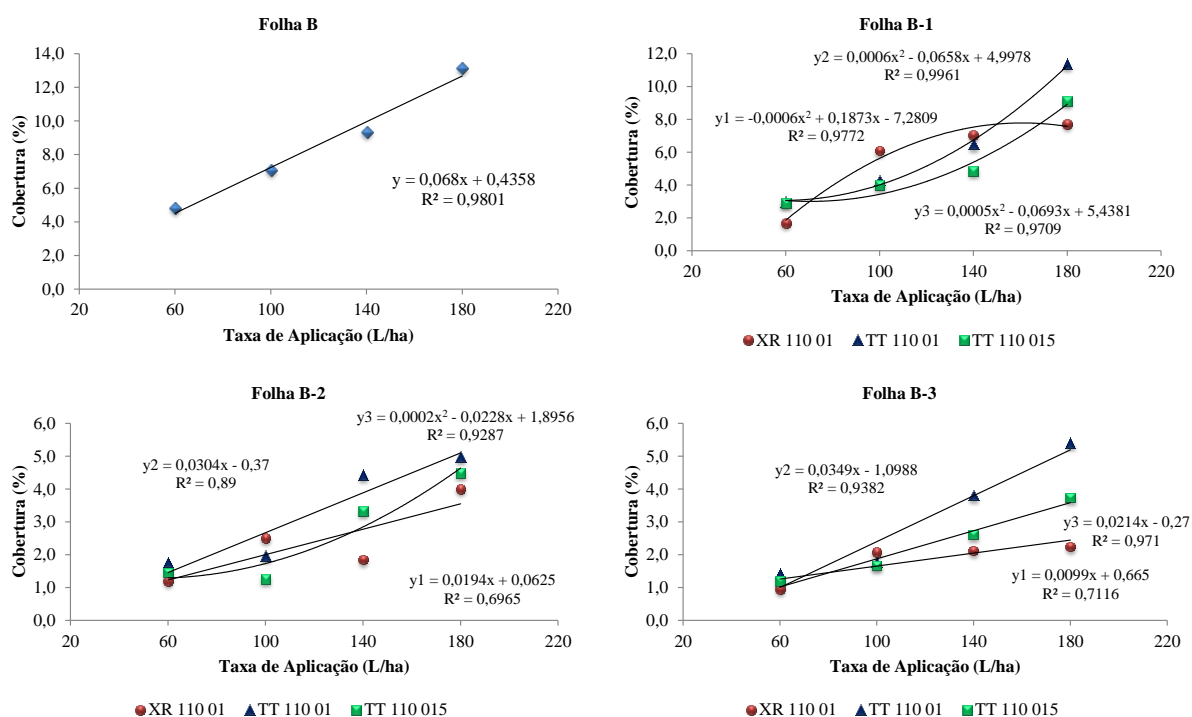 Folha B
14,0
12,0
10,0
8,0
6,0
4,0
2,0
0,0
Cobertura (%)
y = 0,068x + 0,4358
R² = 0,9801
20 60 100 140 180 220
Taxa de Aplicação (L/ha)
Folha B-1
12,0
10,0
8,0
6,0
4,0
2,0
0,0
Cobertura (%)
y2 = 0,0006x² - 0,0658x + 4,9978
R² = 0,9961
y1 = -0,0006x² + 0,1873x - 7,2809
R² = 0,9772
y3 = 0,0005x² - 0,0693x + 5,4381
R² = 0,9709
20 60 100 140 180 220
Taxa de Aplicação (L/ha)
XR 110 01 TT 110 01 TT 110 015
Folha B-2
6,0
5,0
4,0
3,0
2,0
1,0
0,0
Cobertura (%)
y3 = 0,0002x² - 0,0228x + 1,8956
R² = 0,9287
y2 = 0,0304x - 0,37
R² = 0,89
y1 = 0,0194x + 0,0625
R² = 0,6965
20 60 100 140 180 220
Taxa de Aplicação (L/ha)
XR 110 01 TT 110 01 TT 110 015
Folha B-3
6,0
5,0
4,0
3,0
2,0
1,0
0,0
Cobertura (%)
y2 = 0,0349x - 1,0988
R² = 0,9382
y3 = 0,0214x - 0,27
R² = 0,971
y1 = 0,0099x + 0,665
R² = 0,7116
20 60 100 140 180 220
Taxa de Aplicação (L/ha)
XR 110 01 TT 110 01 TT 110 015